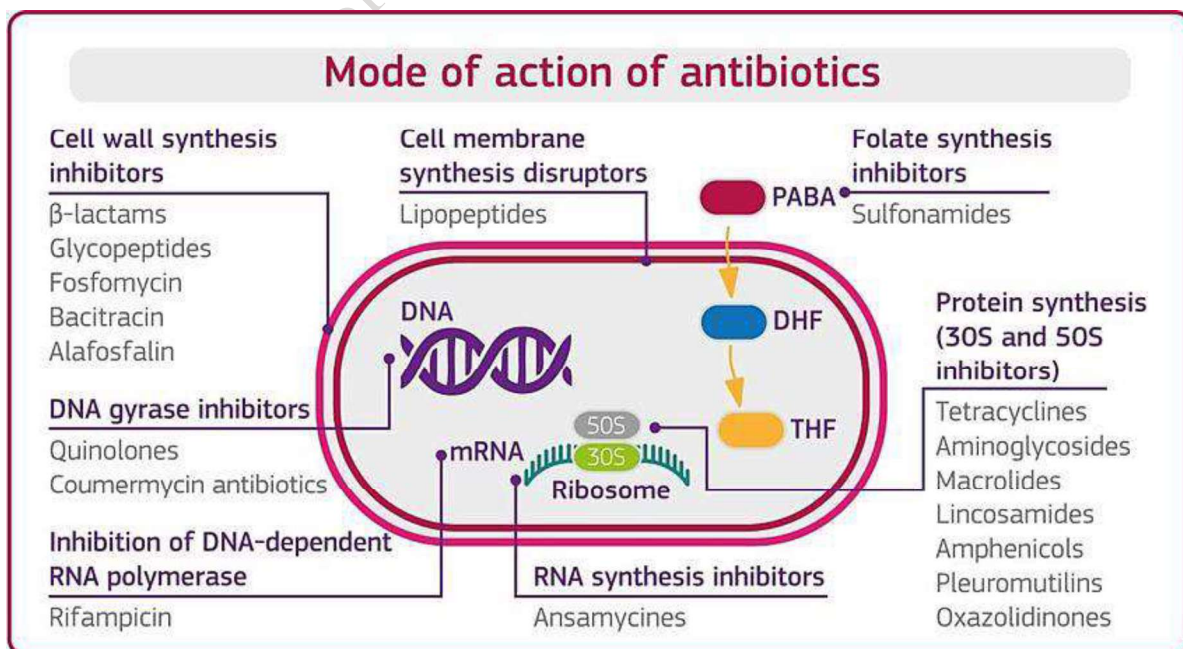 Mode of action of antibiotics
Cell wall synthesis
inhibitors
β-lactams
Glycopeptides
Fosfomycin
Bacitracin
Alafosfalin
Cell membrane
synthesis disruptors
Lipopeptides
Folate synthesis
inhibitors
Sulfonamides
PABA
DHF
THF
DNA
DNA gyrase inhibitors
Quinolones
Coumermycin antibiotics
mRNA
50S
30S
Ribosome
Protein synthesis
(30S and 50S
inhibitors)
Tetracyclines
Aminoglycosides
Macrolides
Lincosamides
Amphenicols
Pleuromutilins
Oxazolidinones
Inhibition of DNA-dependent
RNA polymerase
Rifampicin
RNA synthesis inhibitors
Ansamycines